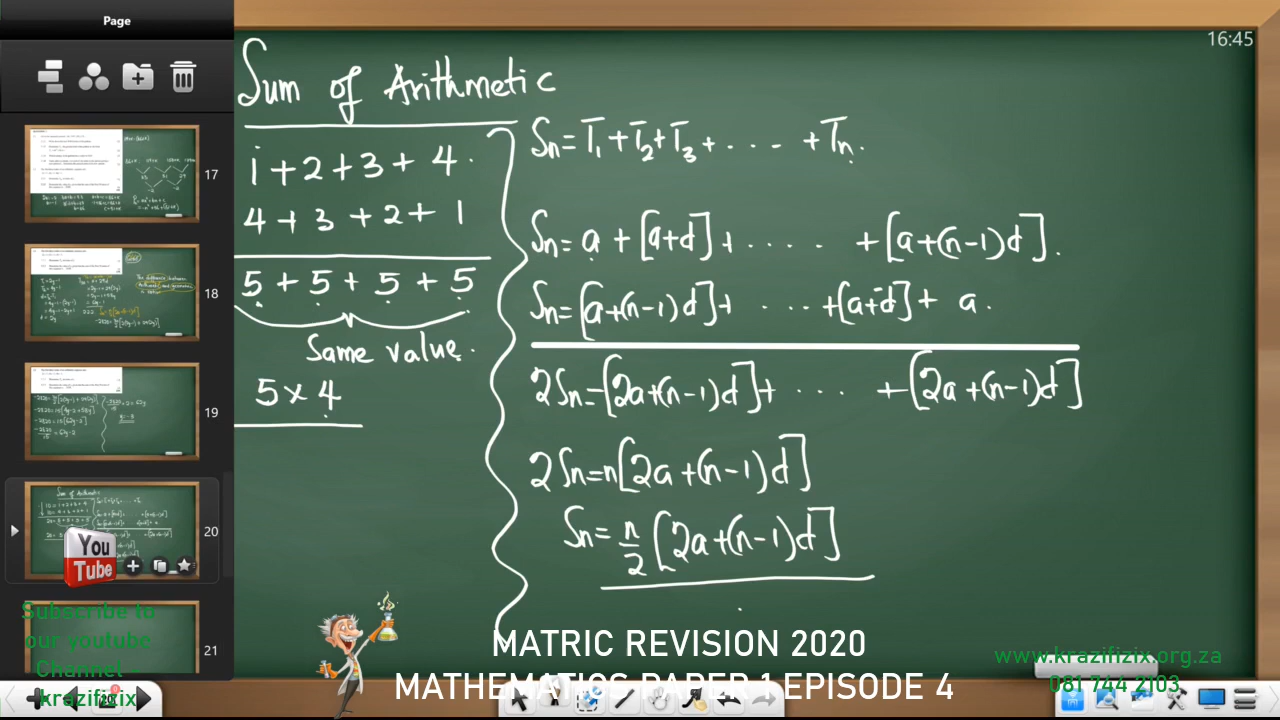 Page
16:45
17
18
19
20
21
Sum of Arithmetic
1 + 2 + 3 + 4
4 + 3 + 2 + 1
5 + 5 + 5 + 5
Same value.
5 × 4
Sn = T1 + T2 + T3 + .... + Tn.
Sn = a + [a+d] + .... + [a+(n-1)d].
Sn = [a+(n-1)d] + .... + [a+d] + a.
2Sn = [2a+(n-1)d] + .... + [2a+(n-1)d]
2Sn = n[2a+(n-1)d]
Sn = n/2 [2a+(n-1)d]
You
Tube
Subscribe to
our youtube
Channel -
krazifizix
MATRIC REVISION 2020
MATHEMATICS PAPER 1 EPISODE 4
www.krazifizix.org.za
081 744 2103